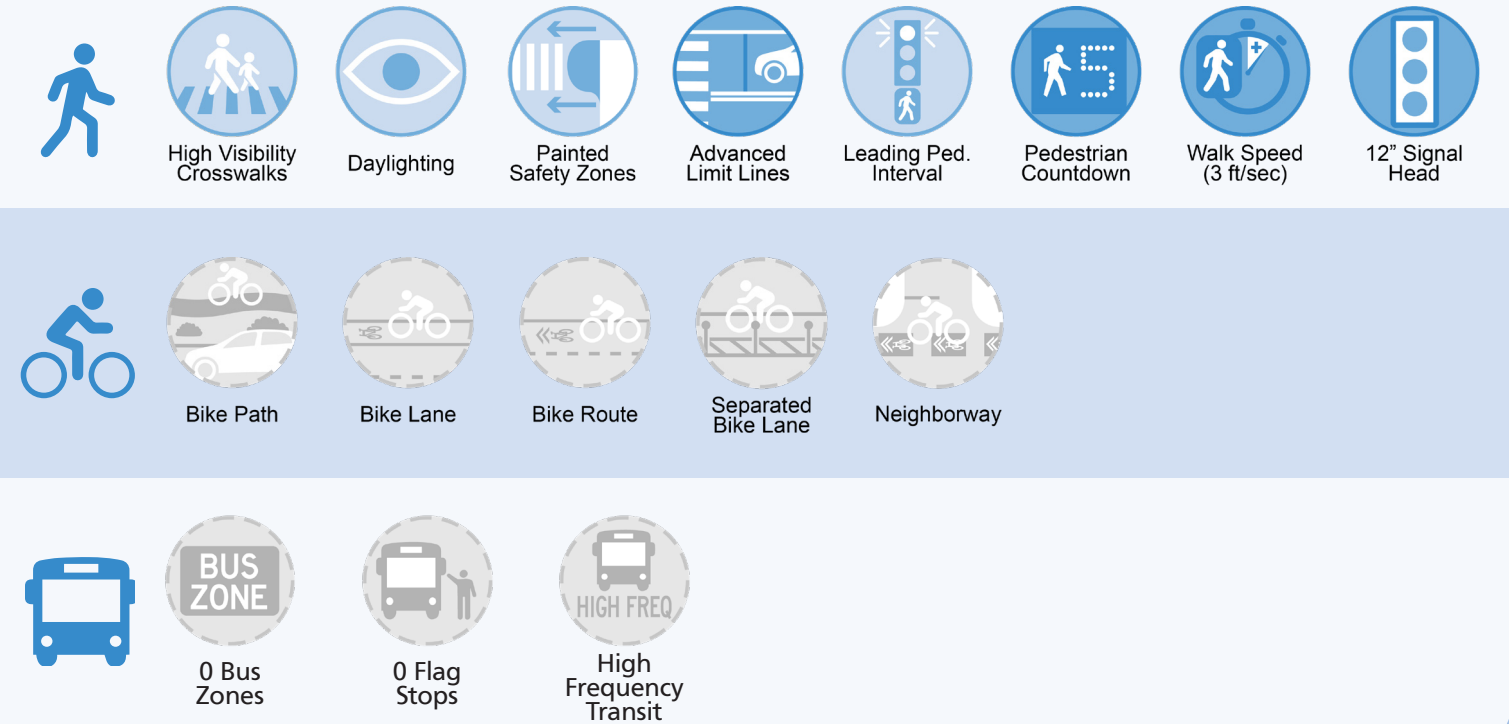 5
High Visibility
Crosswalks
Daylighting
Painted
Safety Zones
Advanced
Limit Lines
Leading Ped.
Interval
Pedestrian
Countdown
Walk Speed
(3 ft/sec)
12” Signal
Head
Bike Path
Bike Lane
Bike Route
Separated
Bike Lane
Neighborway
BUS
ZONE
HIGH FREQ
0 Bus
Zones
0 Flag
Stops
High
Frequency
Transit